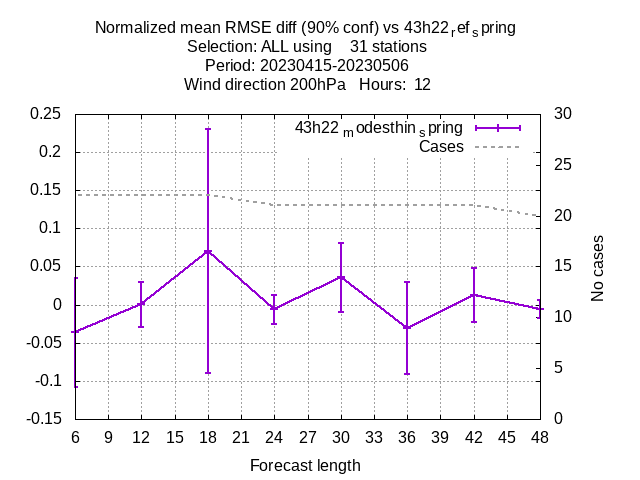 Normalized mean RMSE diff (90% conf) vs 43h22refspring
Selection: ALL using 31 stations
Period: 20230415-20230506
Wind direction 200hPa Hours: 12
43h22modesthinspring
Cases
0.25
0.2
0.15
0.1
0.05
0
-0.05
-0.1
-0.15
30
25
20
15
10
5
0
No cases
6 9 12 15 18 21 24 27 30 33 36 39 42 45 48
Forecast length